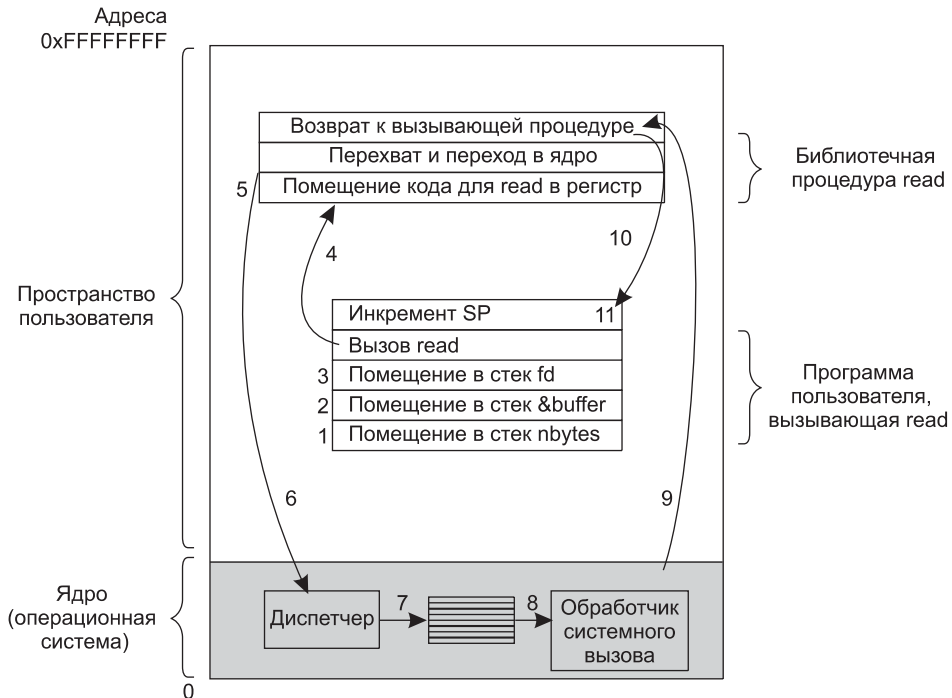 Адреса
0xFFFFFFFF
Возврат к вызывающей процедуре
Перехват и переход в ядро
5 Помещение кода для read в регистр
Библиотечная
процедура read
4
10
Пространство
пользователя
Инкремент SP 11
Вызов read
3 Помещение в стек fd
2 Помещение в стек &buffer
1 Помещение в стек nbytes
Программа
пользователя,
вызывающая read
6
9
Ядро
(операционная
система)
Диспетчер
7
8
Обработчик
системного
вызова
0